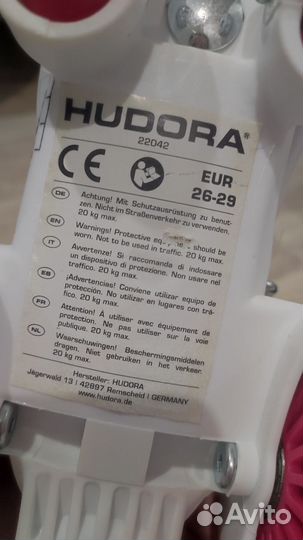 HUDORA®
22042
CE
EUR
26-29
DE Achtung! Mit Schutzausrüstung zu benut-
zen. Nicht im Straßenverkehr zu verwenden.
20 kg max.
EN Warnings! Protective should be
worn. Not to be used in traffic. 20 kg max.
IT Avvertenze! Si raccomanda di indossare
un dispositivo di protezione. Non usare nel
traffico. 20 kg max.
ES ¡Advertencias! Conviene utilizar equipo de
protección. No utilizar en lugares con trá-
fico. 20 kg max.
FR Attention! À utiliser avec équipement de
protection. Ne pas utiliser sur la voie
publique. 20 kg max.
NL Waarschuwingen! Beschermingsmiddelen
dragen. Niet gebruiken in het verkeer.
20 kg max.
Hersteller: HUDORA
Jägerwald 13 | 42897 Remscheid | GERMANY
www.hudora.de
Avito